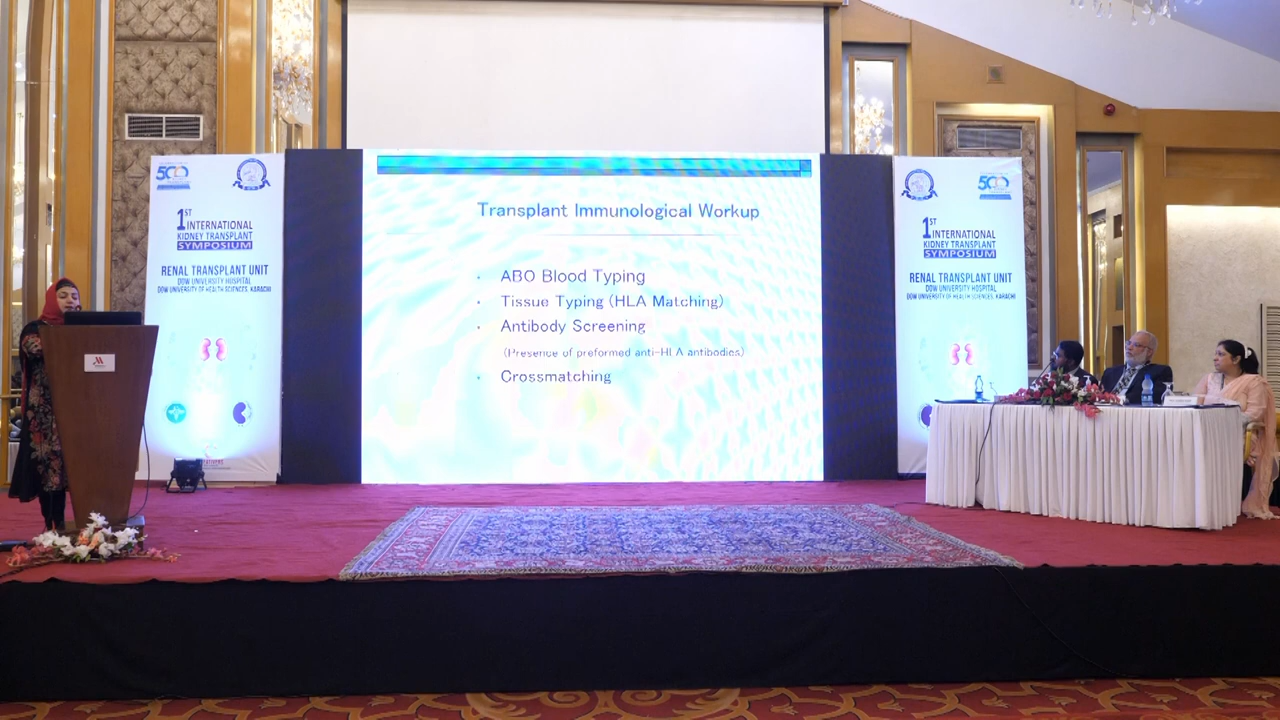 500
1ST
INTERNATIONAL
KIDNEY TRANSPLANT
SYMPOSIUM
RENAL TRANSPLANT UNIT
DOW UNIVERSITY HOSPITAL
DOW UNIVERSITY OF HEALTH SCIENCES, KARACHI
Transplant Immunological Workup
• ABO Blood Typing
• Tissue Typing (HLA Matching)
• Antibody Screening
(Presence of preformed anti-HLA antibodies)
• Crossmatching
500
1ST
INTERNATIONAL
KIDNEY TRANSPLANT
SYMPOSIUM
RENAL TRANSPLANT UNIT
DOW UNIVERSITY HOSPITAL
DOW UNIVERSITY OF HEALTH SCIENCES, KARACHI